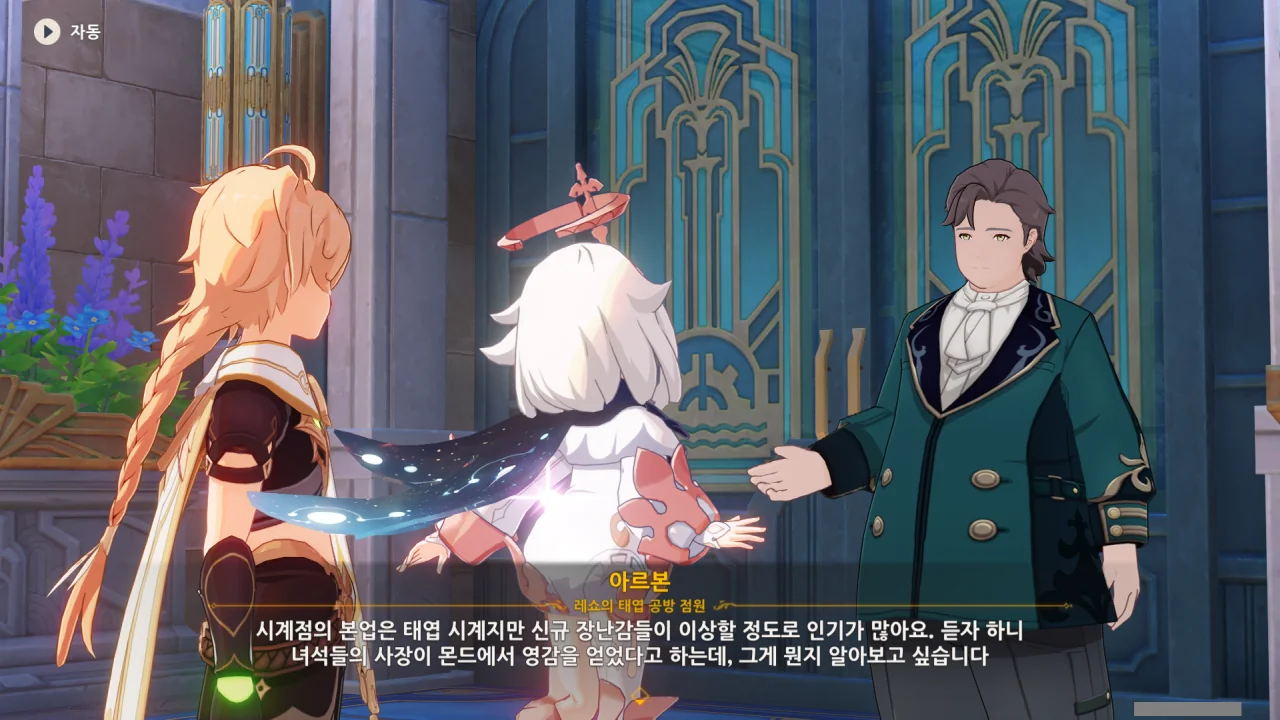 자동
아르본
레쇼의 태엽 공방 점원
시계점의 본업은 태엽 시계지만 신규 장난감들이 이상할 정도로 인기가 많아요. 듣자 하니
녀석들의 사장이 몬드에서 영감을 얻었다고 하는데, 그게 뭔지 알아보고 싶습니다